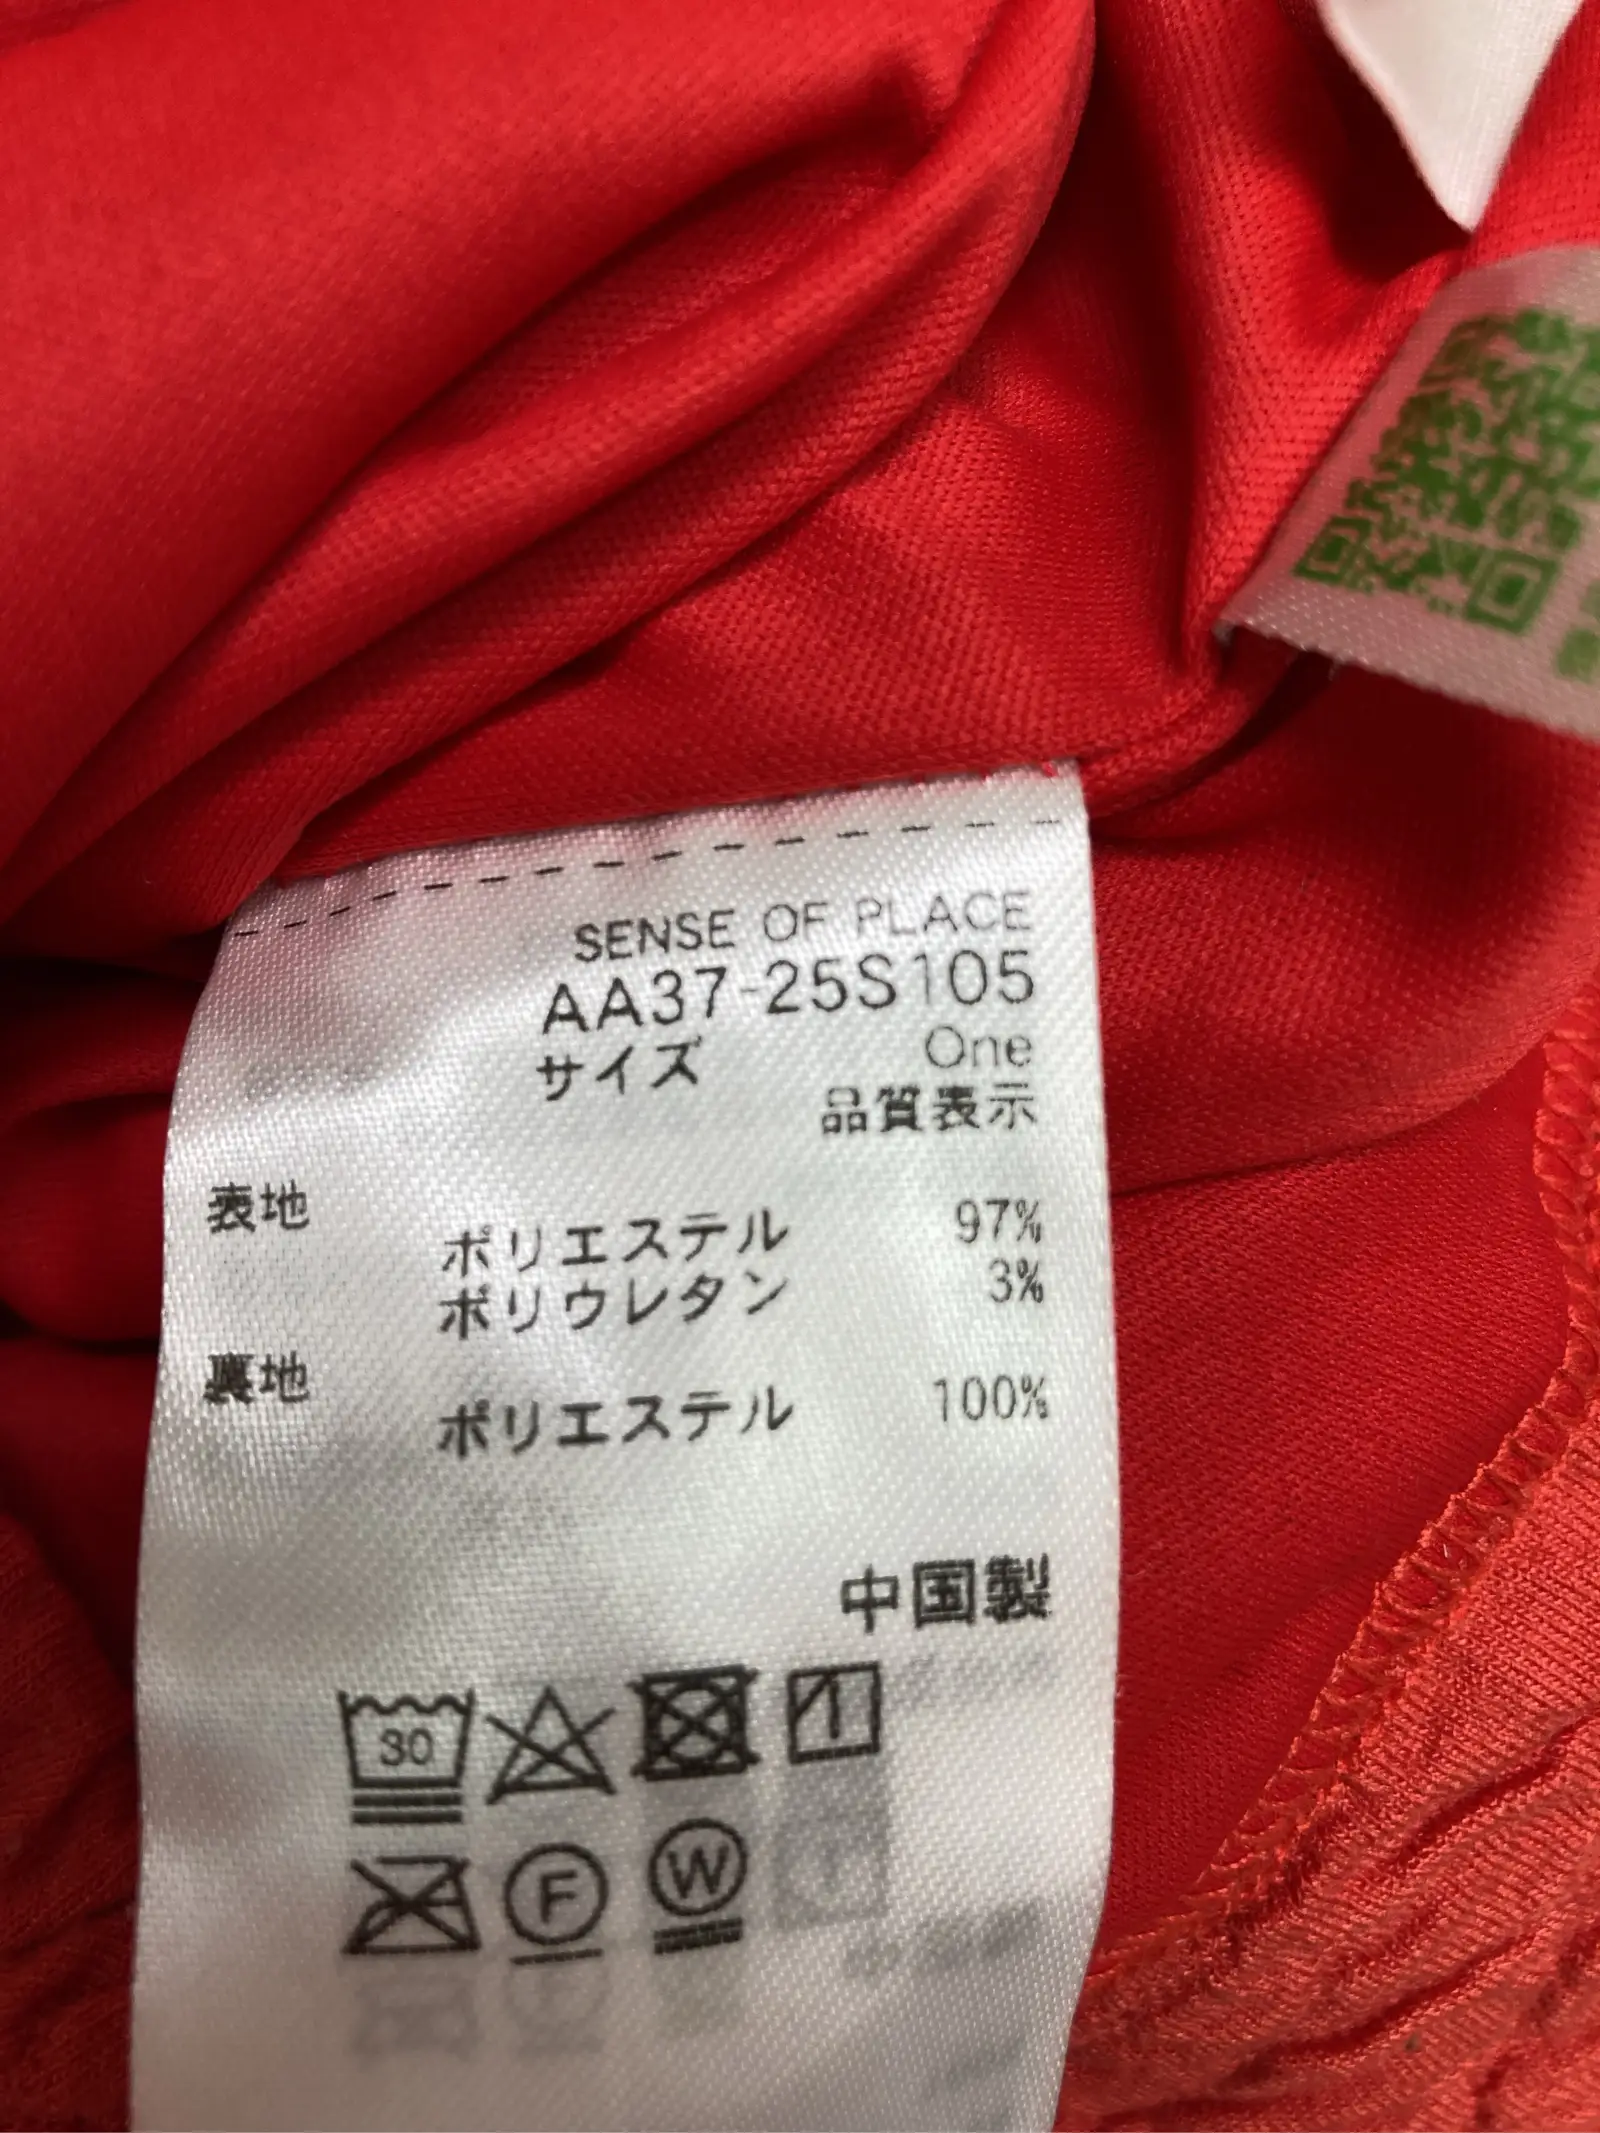 SENSE OF PLACE
AA37-25S105
サイズ One
品質表示
表地
ポリエステル 97%
ポリウレタン 3%
裏地
ポリエステル 100%
中国製
30
F
W